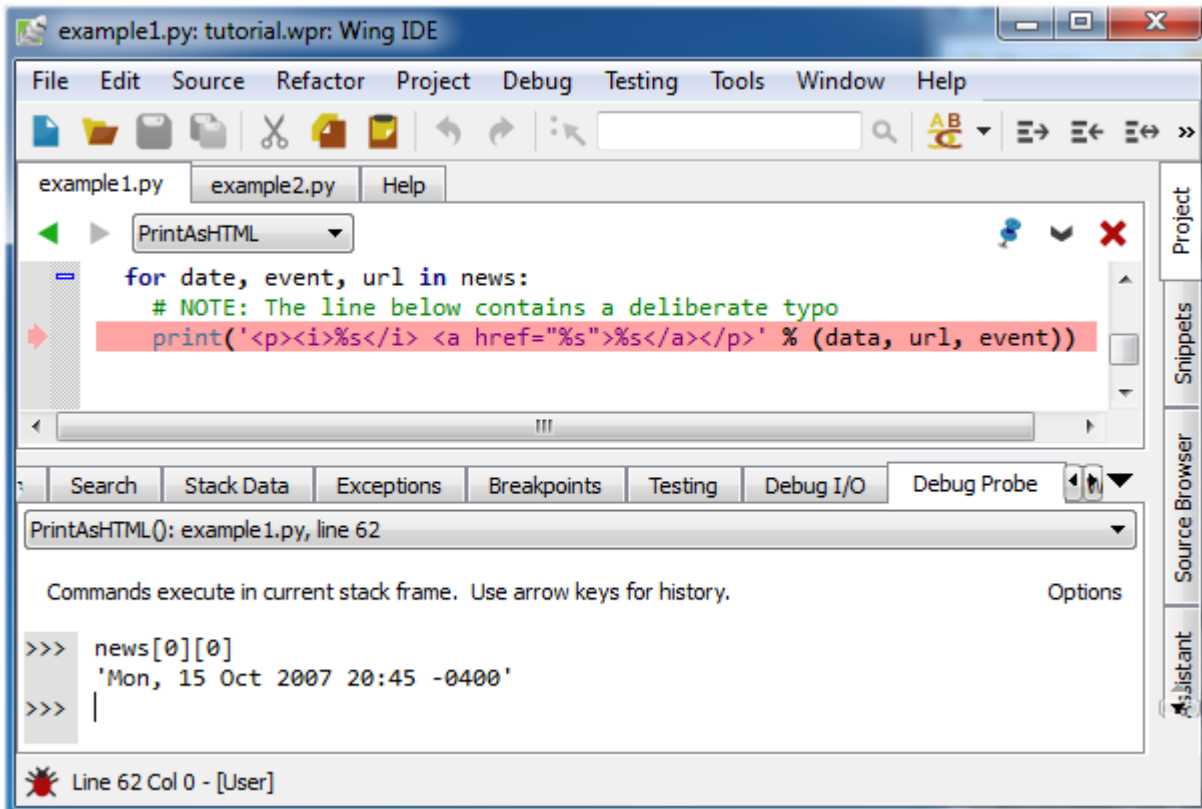 example1.py: tutorial.wpr: Wing IDE
File Edit Source Refactor Project Debug Testing Tools Window Help
example1.py example2.py Help
PrintAsHTML
for date, event, url in news:
# NOTE: The line below contains a deliberate typo
print('<p><i>%s</i> <a href="%s">%s</a></p>' % (data, url, event))
Search Stack Data Exceptions Breakpoints Testing Debug I/O Debug Probe
PrintAsHTML(): example1.py, line 62
Commands execute in current stack frame. Use arrow keys for history. Options
>>> news[0][0]
'Mon, 15 Oct 2007 20:45 -0400'
>>>
Line 62 Col 0 - [User]
Project
Snippets
Source Browser
Assistant